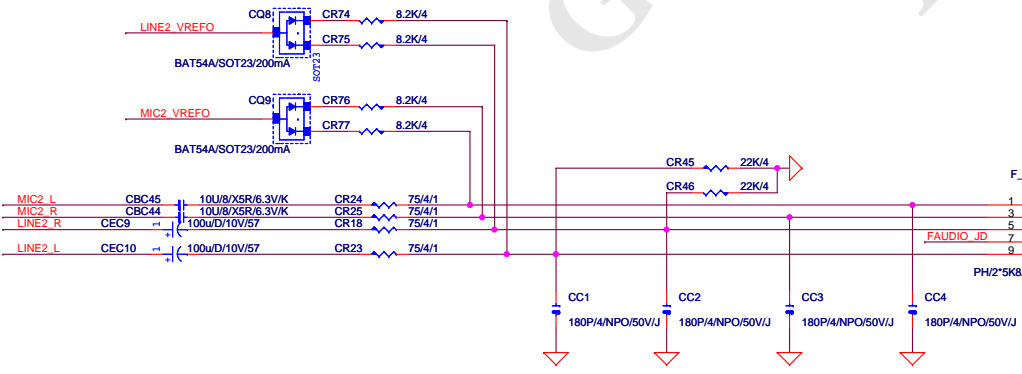 CQ8 CR74 8.2K/4
LINE2_VREFO
CR75 8.2K/4
BAT54A/SOT23/200mA
SOT23
CQ9 CR76 8.2K/4
MIC2_VREFO
CR77 8.2K/4
BAT54A/SOT23/200mA
CR45 22K/4
CR46 22K/4
F_
MIC2_L CBC45 10U/8/X5R/6.3V/K CR24 75/4/1 1
MIC2_R CBC44 10U/8/X5R/6.3V/K CR25 75/4/1 3
LINE2_R CEC9 1 + 100u/D/10V/57 CR18 75/4/1 5
FAUDIO_JD 7
LINE2_L CEC10 1 + 100u/D/10V/57 CR23 75/4/1 9
PH/2*5K8
CC1 CC2 CC3 CC4
180P/4/NPO/50V/J 180P/4/NPO/50V/J 180P/4/NPO/50V/J 180P/4/NPO/50V/J